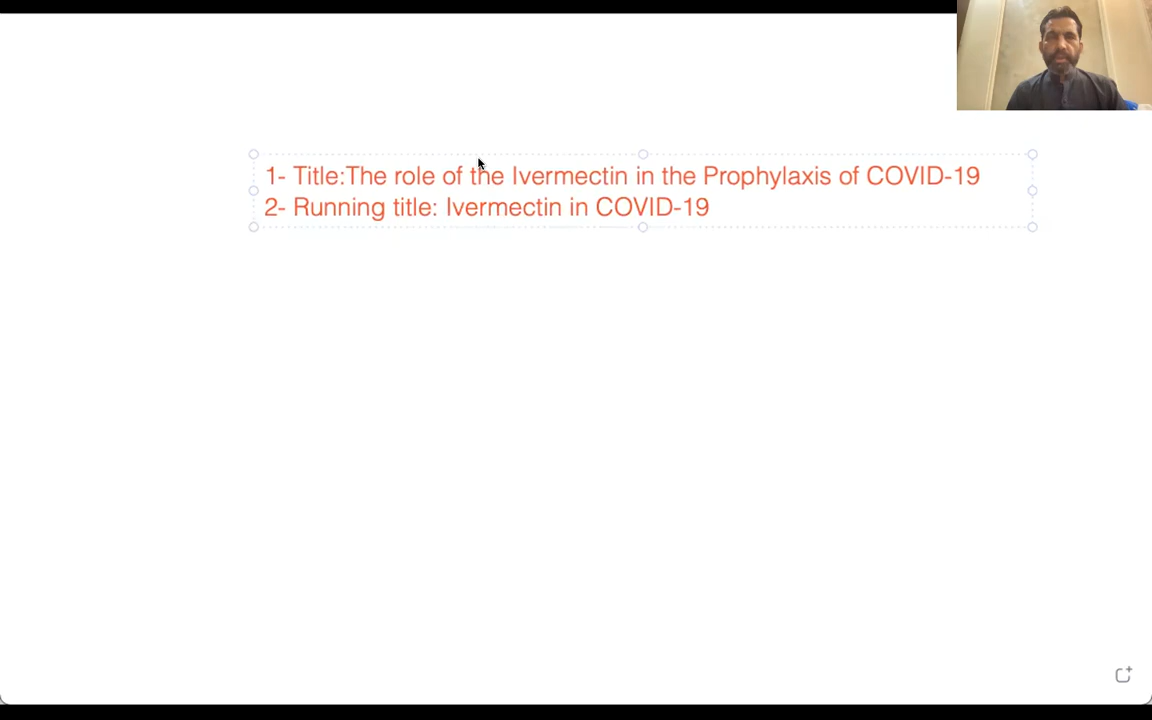 1- Title:The role of the Ivermectin in the Prophylaxis of COVID-19
2- Running title: Ivermectin in COVID-19